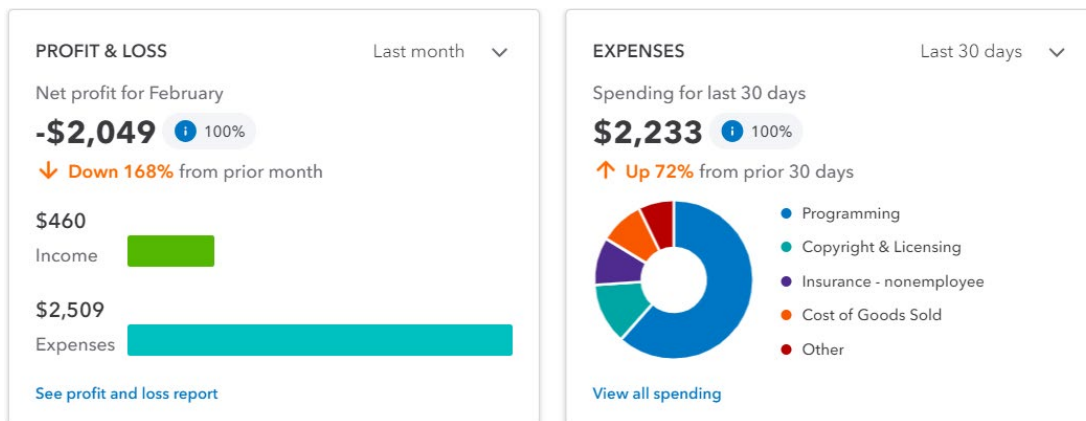 PROFIT & LOSS
Last month
Net profit for February
-$2,049
100%
Down 168% from prior month
$460
Income
$2,509
Expenses
See profit and loss report
EXPENSES
Last 30 days
Spending for last 30 days
$2,233
100%
Up 72% from prior 30 days
Programming
Copyright & Licensing
Insurance - nonemployee
Cost of Goods Sold
Other
View all spending